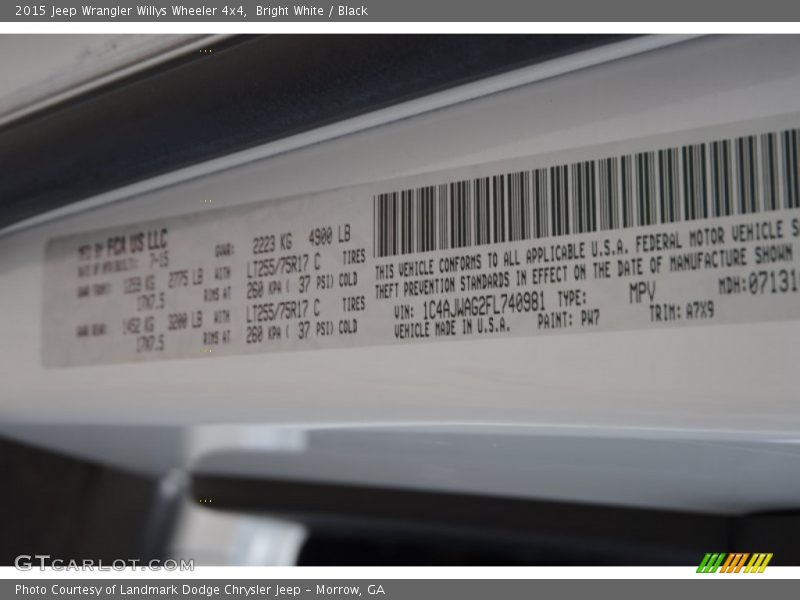 2015 Jeep Wrangler Willys Wheeler 4x4, Bright White / Black
MFD BY FCA US LLC
DATE OF MFR 7-15 GVWR: 2223 KG 4900 LB
GAWR FRONT: 1259 KG 2775 LB WITH LT255/75R17 C TIRES
17X7.5 RIMS AT 260 KPA ( 37 PSI) COLD
GAWR REAR: 1452 KG 3200 LB WITH LT255/75R17 C TIRES
17X7.5 RIMS AT 260 KPA ( 37 PSI) COLD
THIS VEHICLE CONFORMS TO ALL APPLICABLE U.S.A. FEDERAL MOTOR VEHICLE S
THEFT PREVENTION STANDARDS IN EFFECT ON THE DATE OF MANUFACTURE SHOWN
VIN: 1C4AJWAG2FL740981 TYPE: MPV MDH:07131
VEHICLE MADE IN U.S.A. PAINT: PW7 TRIM: A7X9
GTcarlot.com
Photo Courtesy of Landmark Dodge Chrysler Jeep – Morrow, GA